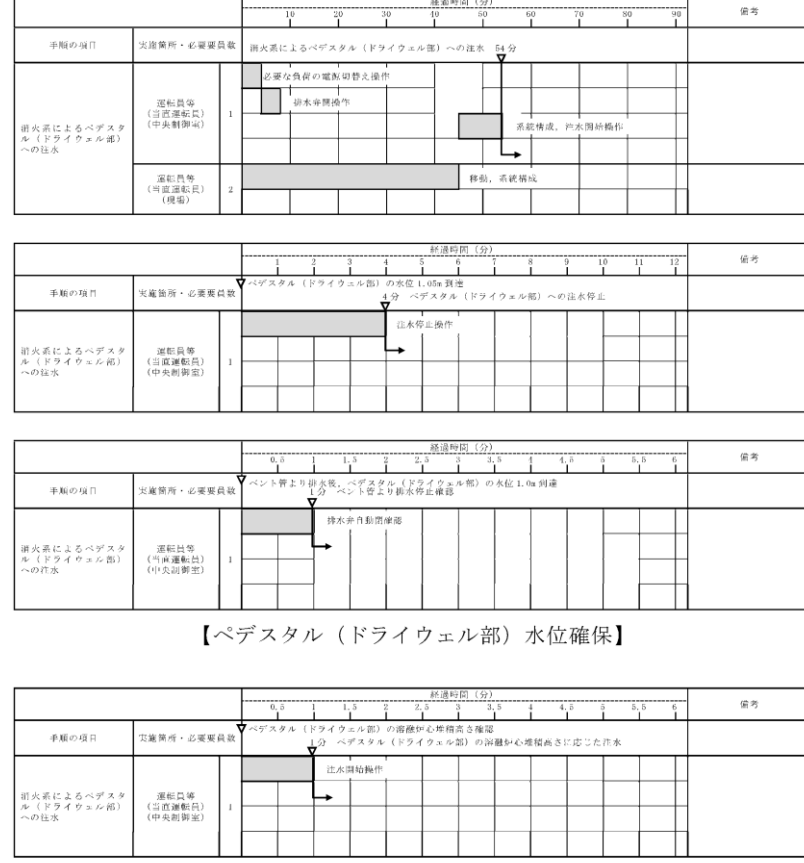 経過時間（分）
10 20 30 40 50 60 70 80 90
備考
手順の項目 実施箇所・必要要員数 消火系によるペデスタル（ドライウェル部）への注水 54分
必要な負荷の電源切替え操作
排水弁開操作
系統構成，注水開始操作
消火系によるペデスタ
ル（ドライウェル部）
への注水
運転員等
（当直運転員）
（中央制御室）
1
運転員等
（当直運転員）
（現場）
2
移動，系統構成
経過時間（分）
1 2 3 4 5 6 7 8 9 10 11 12
備考
手順の項目 実施箇所・必要要員数
ペデスタル（ドライウェル部）の水位1.05m到達
4分 ペデスタル（ドライウェル部）への注水停止
消火系によるペデスタ
ル（ドライウェル部）
への注水
運転員等
（当直運転員）
（中央制御室）
1
注水停止操作
経過時間（分）
0.5 1 1.5 2 2.5 3 3.5 4 4.5 5 5.5 6
備考
手順の項目 実施箇所・必要要員数
ベント管より排水後，ペデスタル（ドライウェル部）の水位1.0m到達
1分 ベント管より排水停止確認
消火系によるペデスタ
ル（ドライウェル部）
への注水
運転員等
（当直運転員）
（中央制御室）
1
排水弁自動閉確認
【ペデスタル（ドライウェル部）水位確保】
経過時間（分）
0.5 1 1.5 2 2.5 3 3.5 4 4.5 5 5.5 6
備考
手順の項目 実施箇所・必要要員数
ペデスタル（ドライウェル部）の溶融炉心堆積高さ確認
1分 ペデスタル（ドライウェル部）の溶融炉心堆積高さに応じた注水
消火系によるペデスタ
ル（ドライウェル部）
への注水
運転員等
（当直運転員）
（中央制御室）
1
注水開始操作